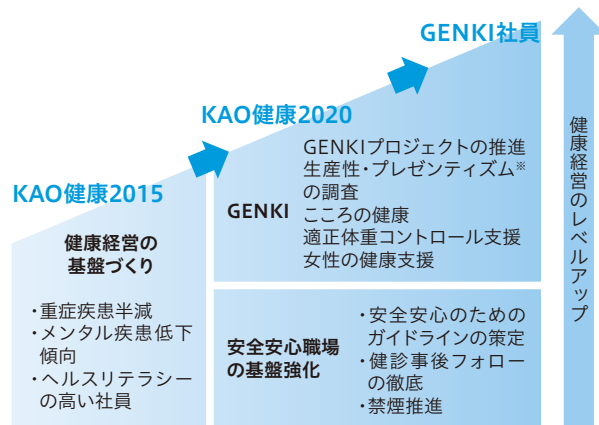 GENKI社員
KAO健康2020
GENKI
GENKIプロジェクトの推進
生産性・プレゼンティズム※
の調査
こころの健康
適正体重コントロール支援
女性の健康支援
KAO健康2015
健康経営の
基盤づくり
・重症疾患半減
・メンタル疾患低下
傾向
・ヘルスリテラシー
の高い社員
安全安心職場
の基盤強化
・安全安心のための
ガイドラインの策定
・健診事後フォロー
の徹底
・禁煙推進
健康経営のレベルアップ